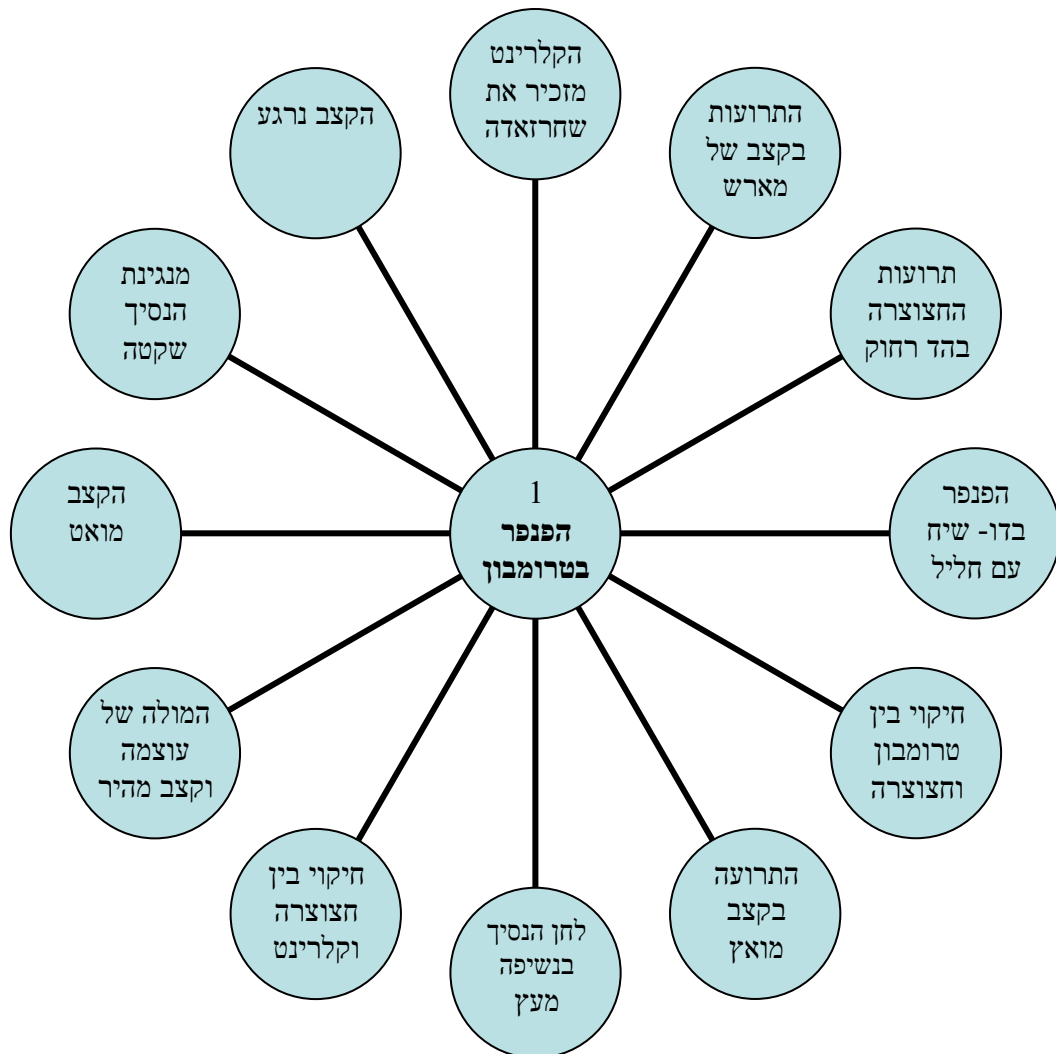 הקלרינט
מזכיר את
שחרזאדה
התרועות
בקצב של
מארש
תרועות
החצוצרה
בהד רחוק
הפנפר
בדו- שיח
עם חליל
חיקוי בין
טרומבון
וחצוצרה
התרועה
בקצב
מואץ
לחן הנסיך
בנשיפה
מעץ
חיקוי בין
חצוצרה
וקלרינט
המולה של
עוצמה
וקצב מהיר
הקצב
מואט
מנגינת
הנסיך
שקטה
הקצב נרגע
1
הפנפר
בטרומבון